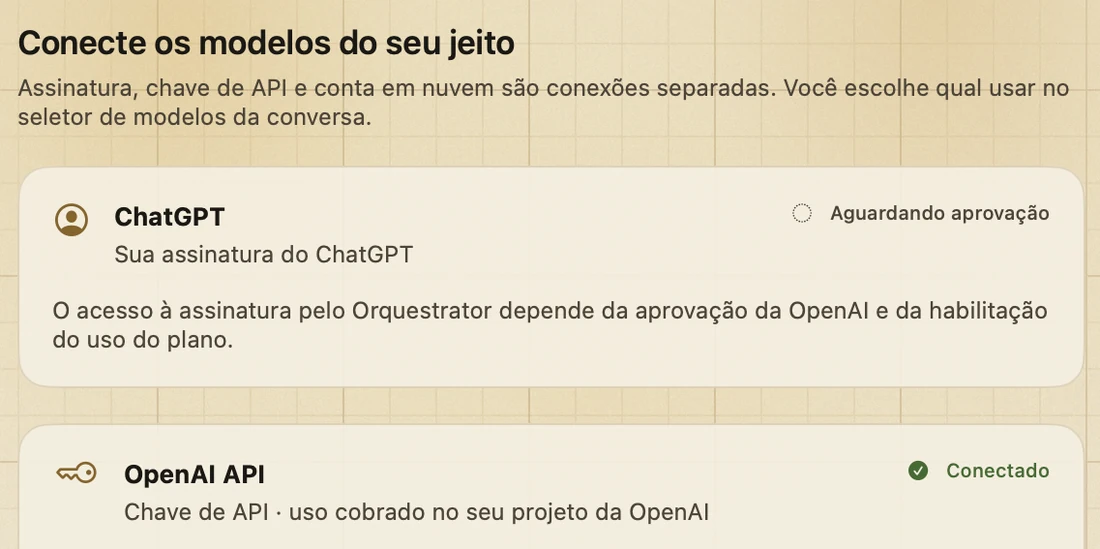 Conecte os modelos do seu jeito
Assinatura, chave de API e conta em nuvem são conexões separadas. Você escolhe qual usar no
seletor de modelos da conversa.
ChatGPT
Aguardando aprovação
Sua assinatura do ChatGPT
O acesso à assinatura pelo Orquestrator depende da aprovação da OpenAI e da habilitação
do uso do plano.
OpenAI API
Conectado
Chave de API · uso cobrado no seu projeto da OpenAI